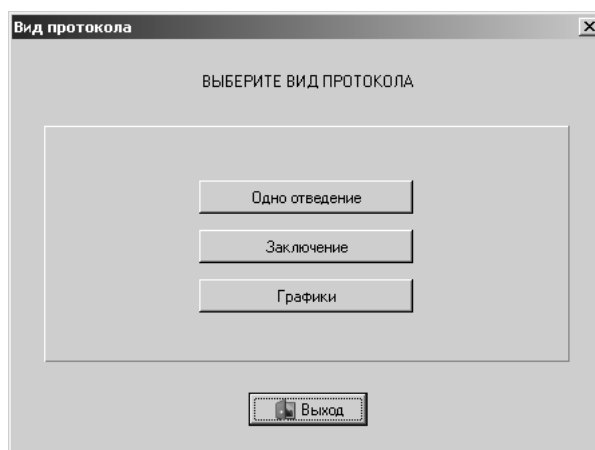 Вид протокола
ВЫБЕРИТЕ ВИД ПРОТОКОЛА
Одно отведение
Заключение
Графики
Выход